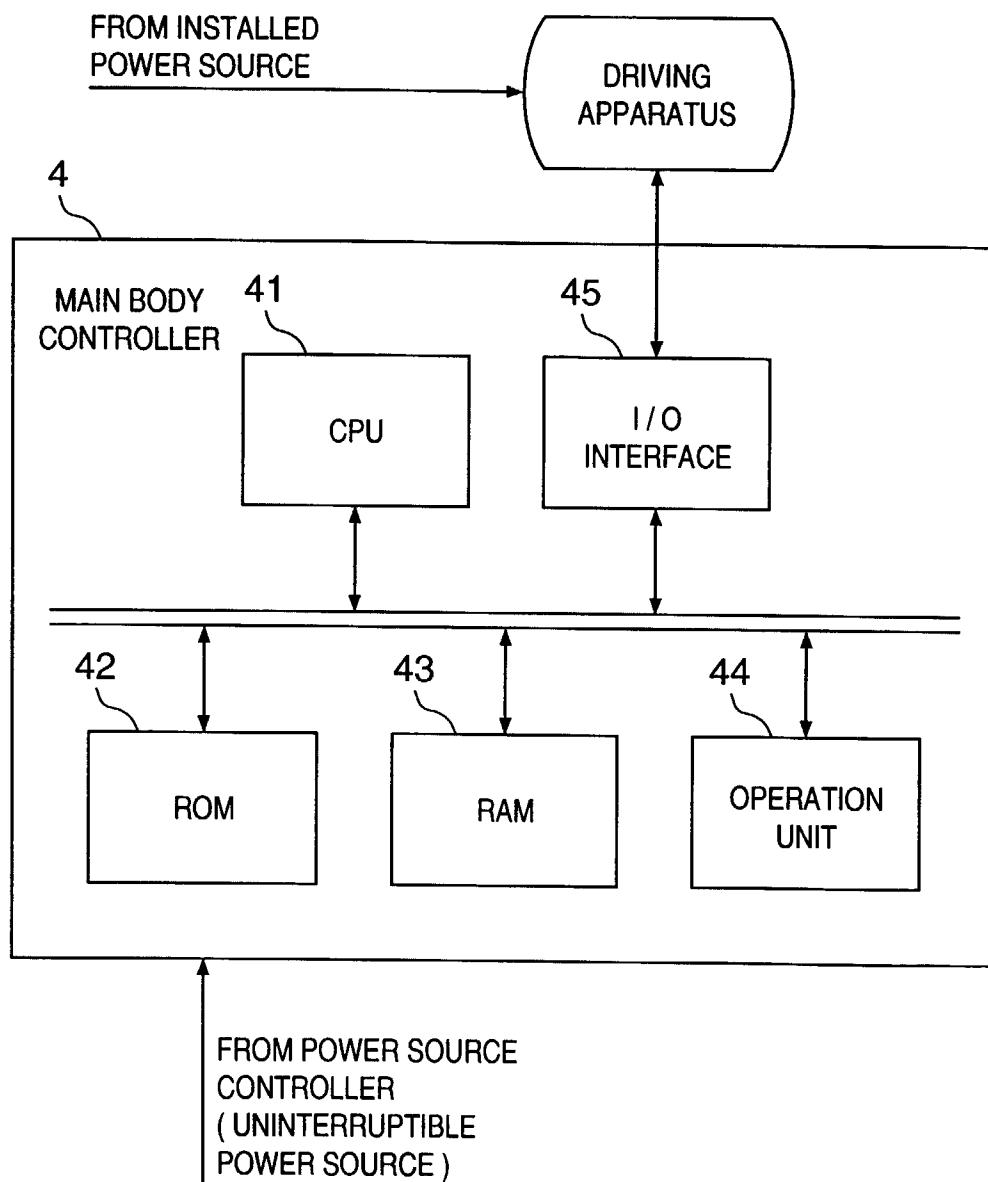 FROM INSTALLED
POWER SOURCE
DRIVING
APPARATUS
4
MAIN BODY
CONTROLLER
41
CPU
45
I / O
INTERFACE
42
ROM
43
RAM
44
OPERATION
UNIT
FROM POWER SOURCE
CONTROLLER
( UNINTERRUPTIBLE
POWER SOURCE )